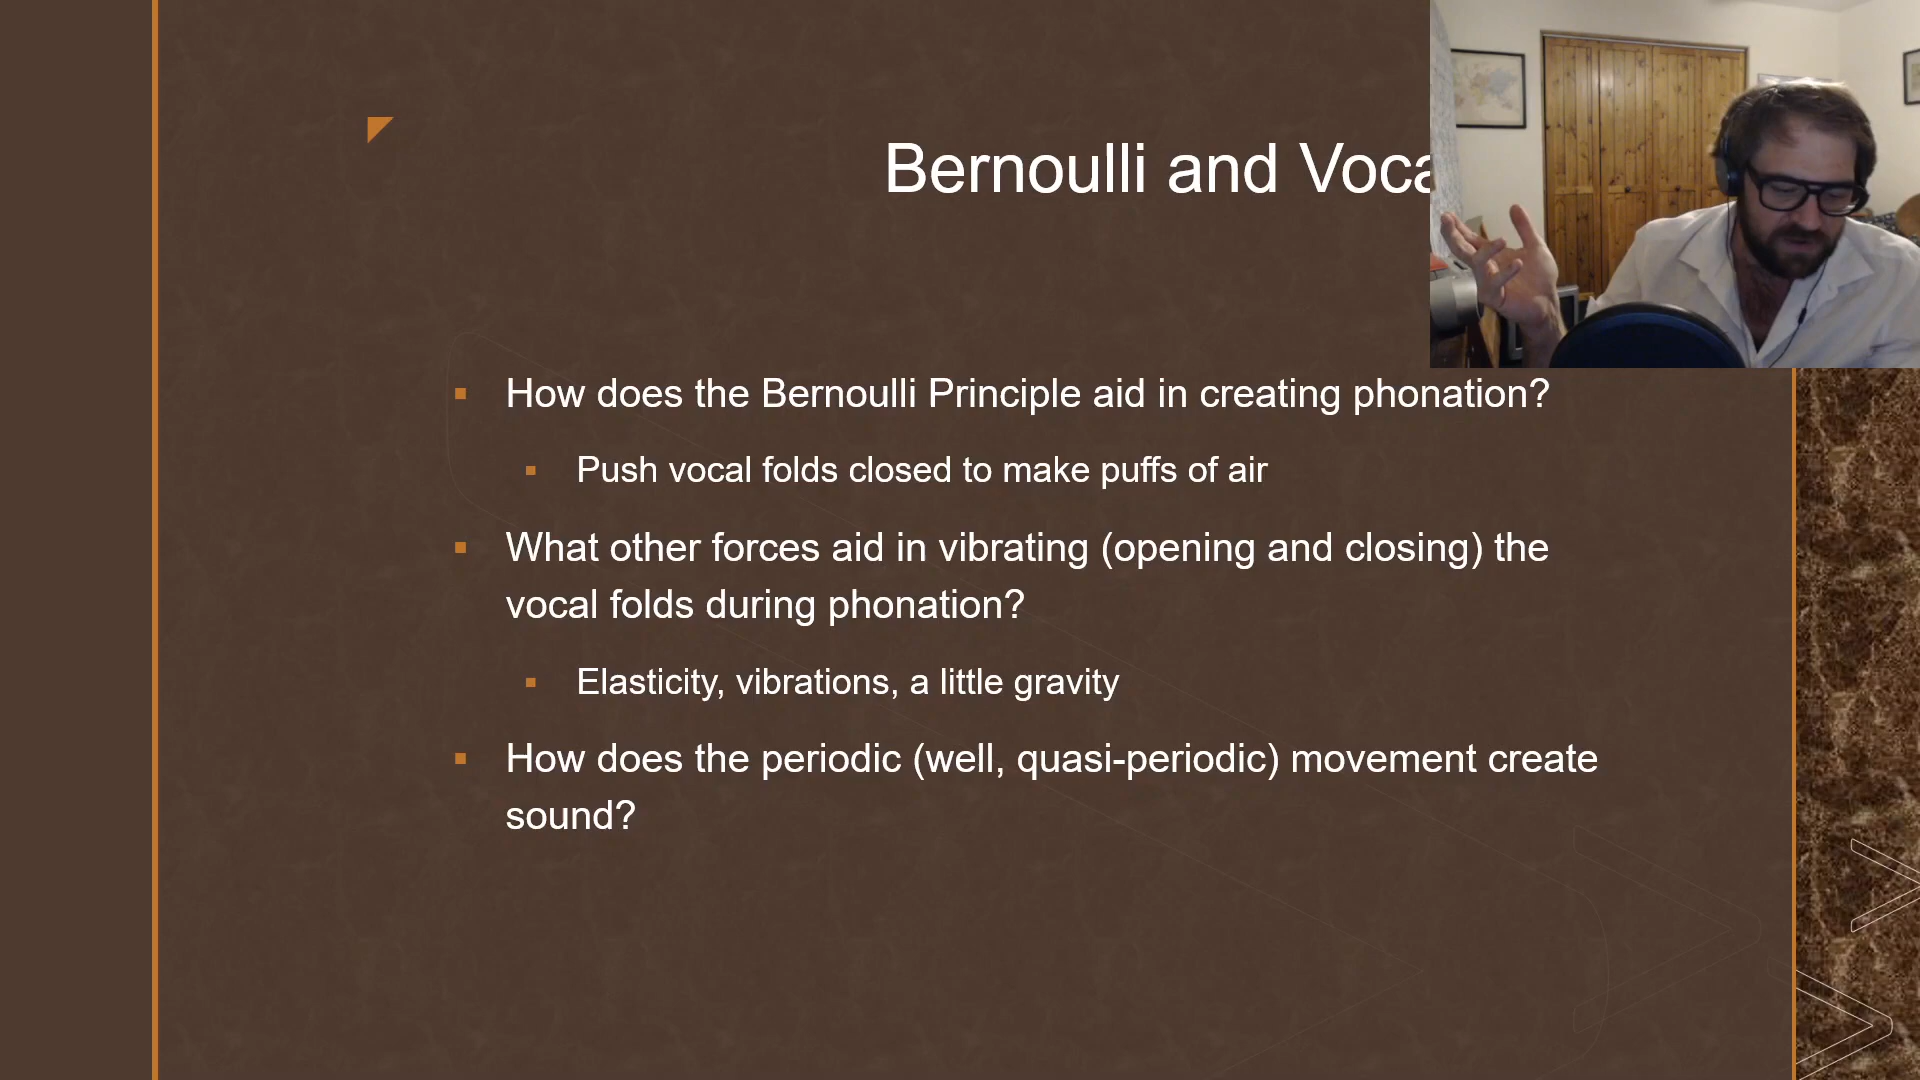 Bernoulli and Voca
How does the Bernoulli Principle aid in creating phonation?
Push vocal folds closed to make puffs of air
What other forces aid in vibrating (opening and closing) the
vocal folds during phonation?
Elasticity, vibrations, a little gravity
How does the periodic (well, quasi-periodic) movement create
sound?